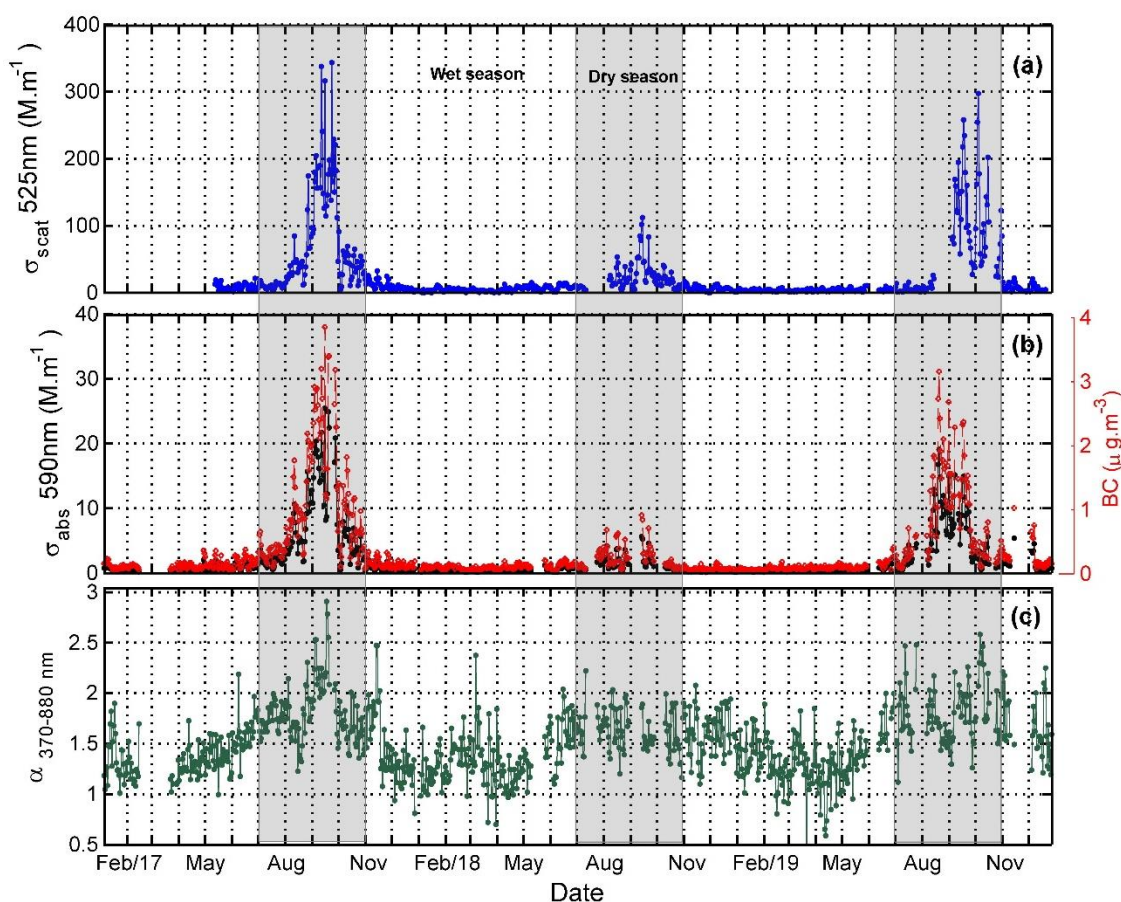 400
300
200
100
0
σscat 525nm (M.m⁻¹)
Wet season
Dry season
(a)
40
30
20
10
0
σabs 590nm (M.m⁻¹)
(b)
4
3
2
1
0
BC (μ g.m⁻³)
3
2.5
2
1.5
1
0.5
α 370-880 nm
(c)
Feb/17 May Aug Nov Feb/18 May Aug Nov Feb/19 May Aug Nov
Date